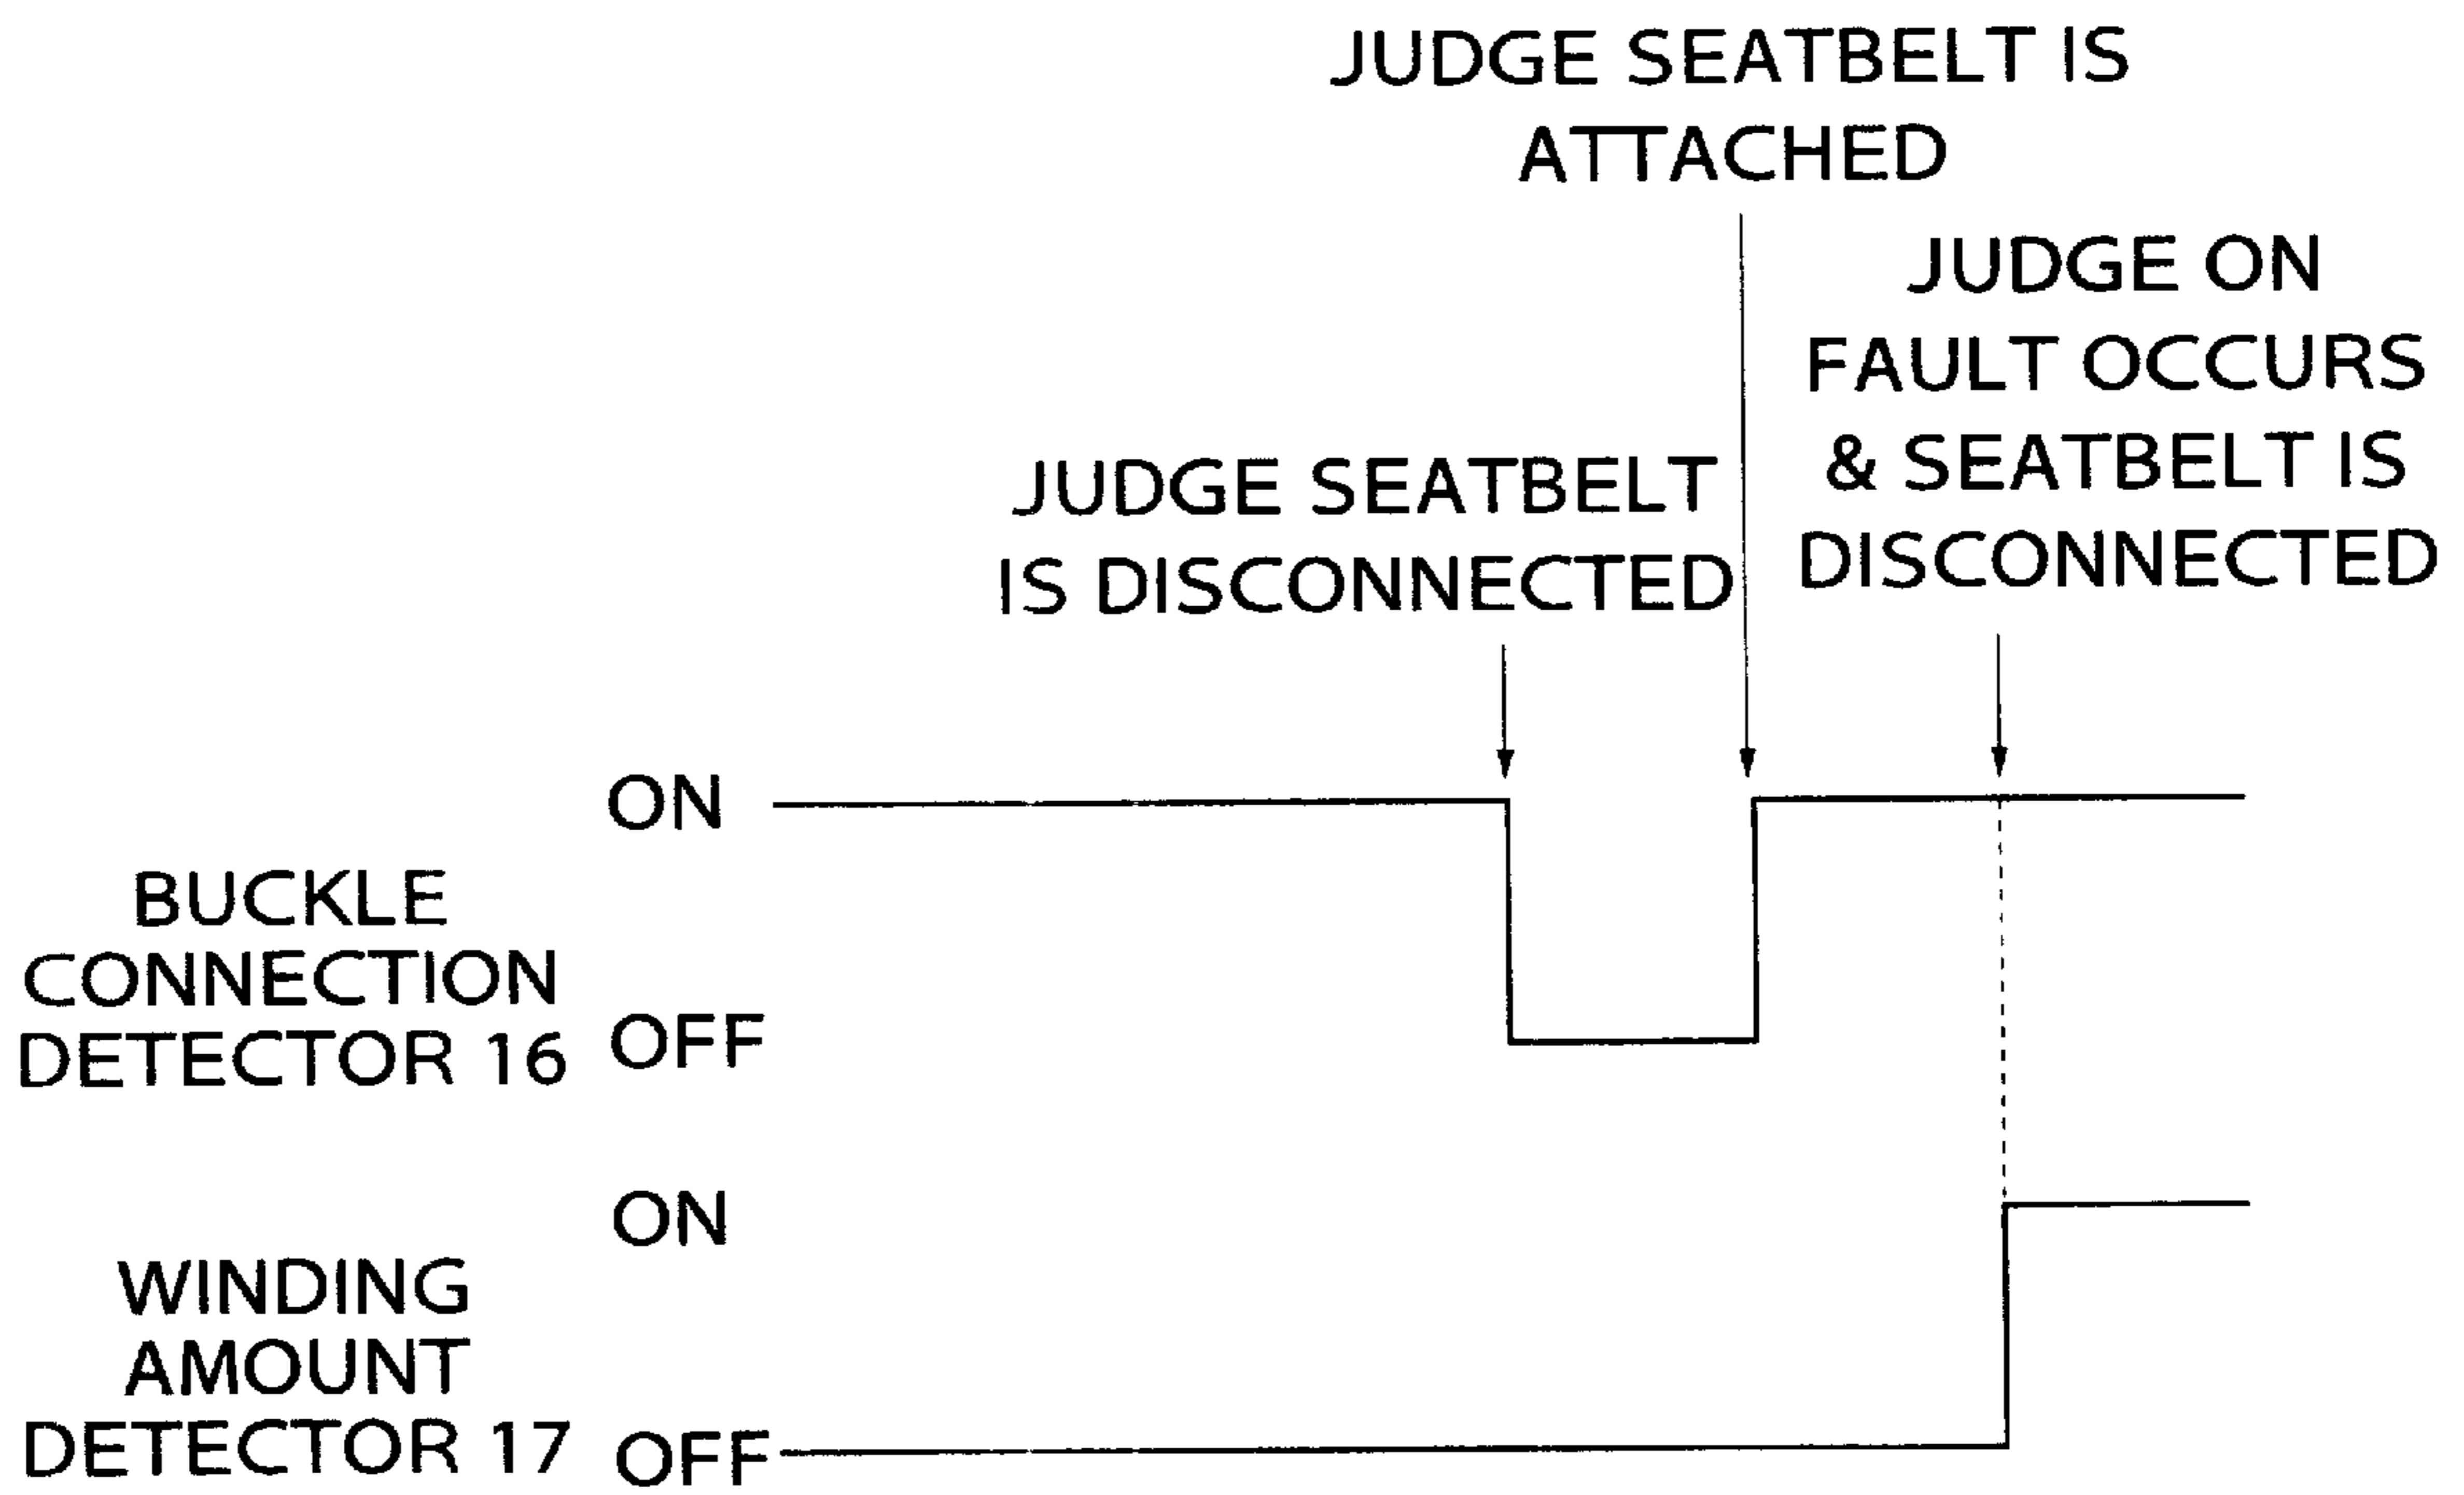 JUDGE SEATBELT IS
ATTACHED
JUDGE ON
FAULT OCCURS
& SEATBELT IS
DISCONNECTED
JUDGE SEATBELT
IS DISCONNECTED
ON
BUCKLE
CONNECTION
DETECTOR 16
OFF
ON
WINDING
AMOUNT
DETECTOR 17
OFF